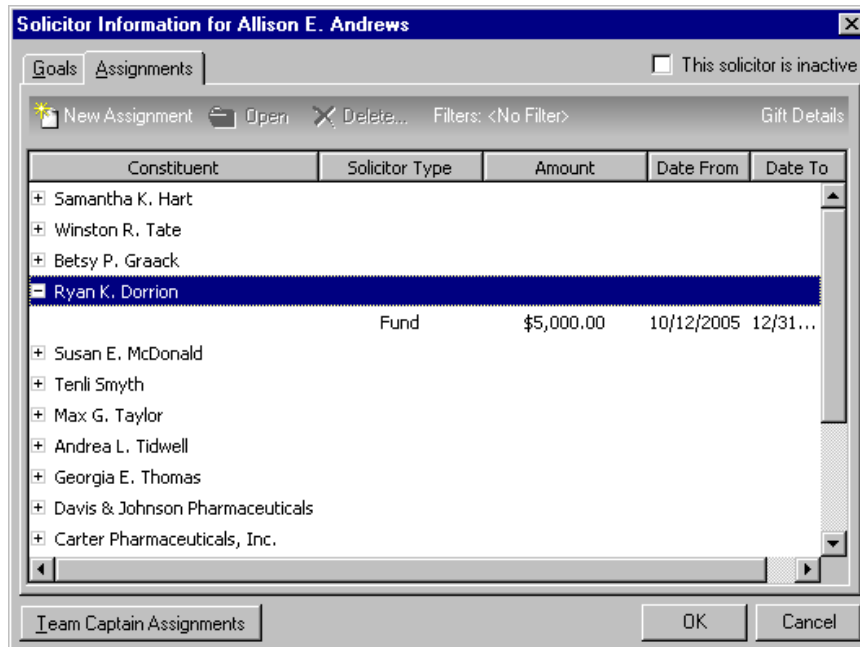 Solicitor Information for Allison E. Andrews
Goals Assignments This solicitor is inactive
New Assignment Open Delete... Filters: <No Filter> Gift Details
Constituent Solicitor Type Amount Date From Date To
Samantha K. Hart
Winston R. Tate
Betsy P. Graack
Ryan K. Dorrion
Fund $5,000.00 10/12/2005 12/31...
Susan E. McDonald
Tenli Smyth
Max G. Taylor
Andrea L. Tidwell
Georgia E. Thomas
Davis & Johnson Pharmaceuticals
Carter Pharmaceuticals, Inc.
Team Captain Assignments OK Cancel